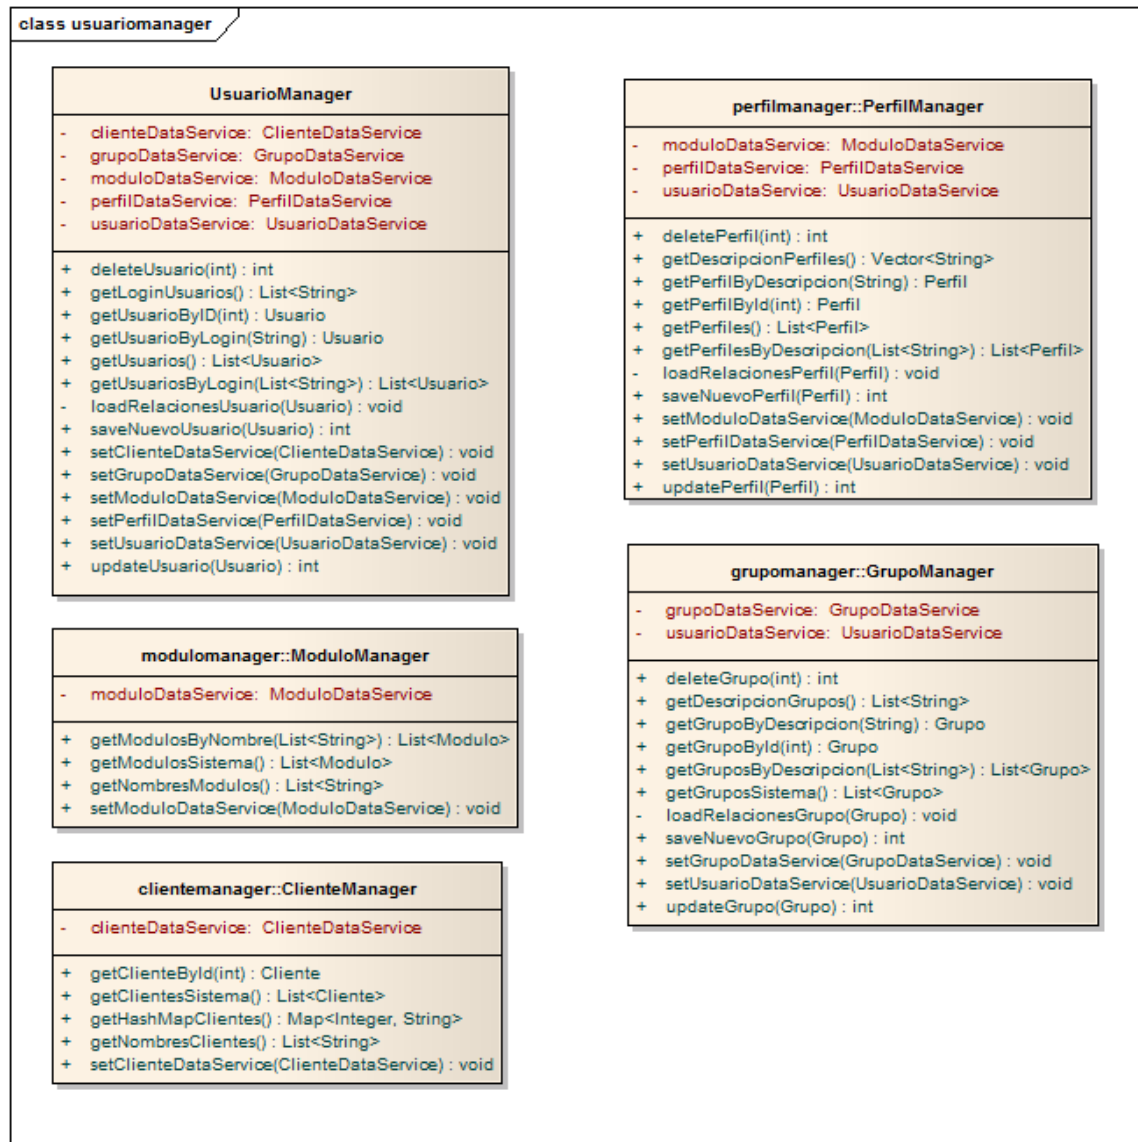 class usuariomanager
UsuarioManager
- clienteDataService: ClienteDataService
- grupoDataService: GrupoDataService
- moduloDataService: ModuloDataService
- perfilDataService: PerfilDataService
- usuarioDataService: UsuarioDataService
+ deleteUsuario(int) : int
+ getLoginUsuarios() : List<String>
+ getUsuarioByID(int) : Usuario
+ getUsuarioByLogin(String) : Usuario
+ getUsuarios() : List<Usuario>
+ getUsuariosByLogin(List<String>) : List<Usuario>
- loadRelacionesUsuario(Usuario) : void
+ saveNuevoUsuario(Usuario) : int
+ setClienteDataService(ClienteDataService) : void
+ setGrupoDataService(GrupoDataService) : void
+ setModuloDataService(ModuloDataService) : void
+ setPerfilDataService(PerfilDataService) : void
+ setUsuarioDataService(UsuarioDataService) : void
+ updateUsuario(Usuario) : int
perfilmanager::PerfilManager
- moduloDataService: ModuloDataService
- perfilDataService: PerfilDataService
- usuarioDataService: UsuarioDataService
+ deletePerfil(int) : int
+ getDescripcionPerfiles() : Vector<String>
+ getPerfilByDescripcion(String) : Perfil
+ getPerfilById(int) : Perfil
+ getPerfiles() : List<Perfil>
+ getPerfilesByDescripcion(List<String>) : List<Perfil>
- loadRelacionesPerfil(Perfil) : void
+ saveNuevoPerfil(Perfil) : int
+ setModuloDataService(ModuloDataService) : void
+ setPerfilDataService(PerfilDataService) : void
+ setUsuarioDataService(UsuarioDataService) : void
+ updatePerfil(Perfil) : int
modulomanager::ModuloManager
- moduloDataService: ModuloDataService
+ getModulosByNombre(List<String>) : List<Modulo>
+ getModulosSistema() : List<Modulo>
+ getNombresModulos() : List<String>
+ setModuloDataService(ModuloDataService) : void
grupomanager::GrupoManager
- grupoDataService: GrupoDataService
- usuarioDataService: UsuarioDataService
+ deleteGrupo(int) : int
+ getDescripcionGrupos() : List<String>
+ getGrupoByDescripcion(String) : Grupo
+ getGrupoById(int) : Grupo
+ getGruposByDescripcion(List<String>) : List<Grupo>
+ getGruposSistema() : List<Grupo>
- loadRelacionesGrupo(Grupo) : void
+ saveNuevoGrupo(Grupo) : int
+ setGrupoDataService(GrupoDataService) : void
+ setUsuarioDataService(UsuarioDataService) : void
+ updateGrupo(Grupo) : int
clientemanager::ClienteManager
- clienteDataService: ClienteDataService
+ getClienteById(int) : Cliente
+ getClientesSistema() : List<Cliente>
+ getHashMapClientes() : Map<Integer, String>
+ getNombresClientes() : List<String>
+ setClienteDataService(ClienteDataService) : void